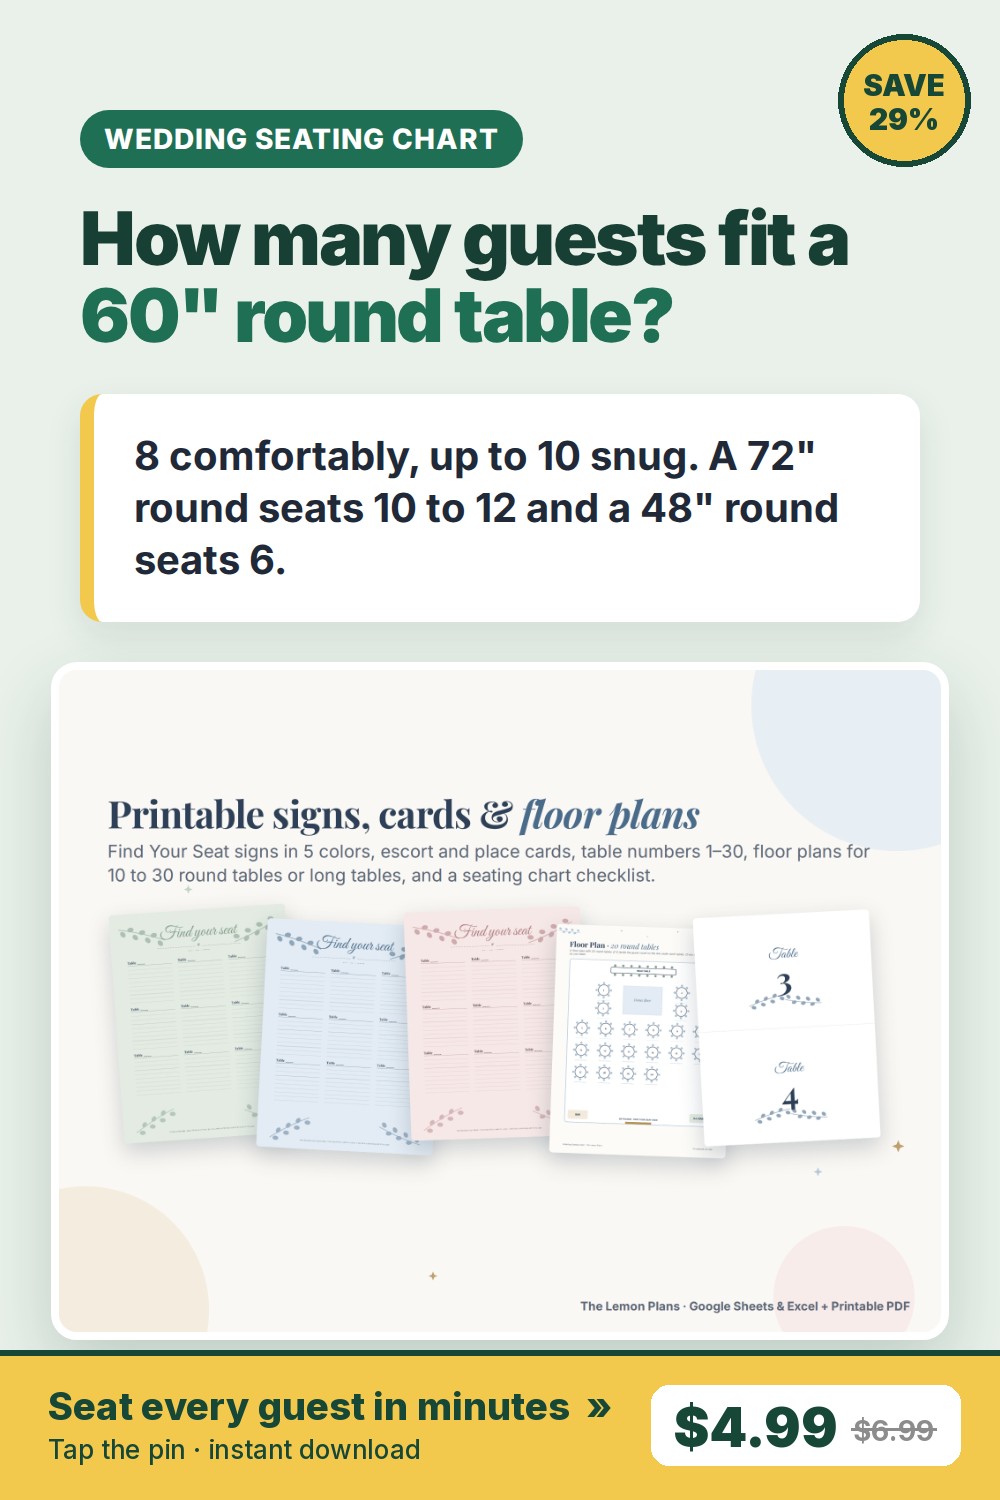 SAVE
29%
WEDDING SEATING CHART
How many guests fit a
60" round table?
8 comfortably, up to 10 snug. A 72"
round seats 10 to 12 and a 48" round
seats 6.
Printable signs, cards & floor plans
Find Your Seat signs in 5 colors, escort and place cards, table numbers 1–30, floor plans for
10 to 30 round tables or long tables, and a seating chart checklist.
Find your seat
Find your seat
Find your seat
Floor Plan · 20 round tables
Table
3
Table
4
The Lemon Plans · Google Sheets & Excel + Printable PDF
Seat every guest in minutes »
Tap the pin · instant download
$4.99 $6.99